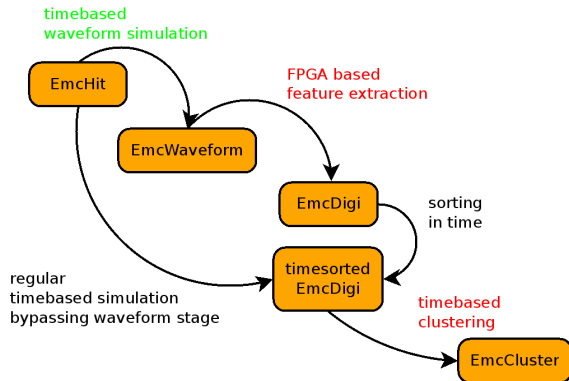 timebased
waveform simulation
EmcHit
FPGA based
feature extraction
EmcWaveform
EmcDigi
sorting
in time
timesorted
EmcDigi
regular
timebased simulation
bypassing waveform stage
timebased
clustering
EmcCluster